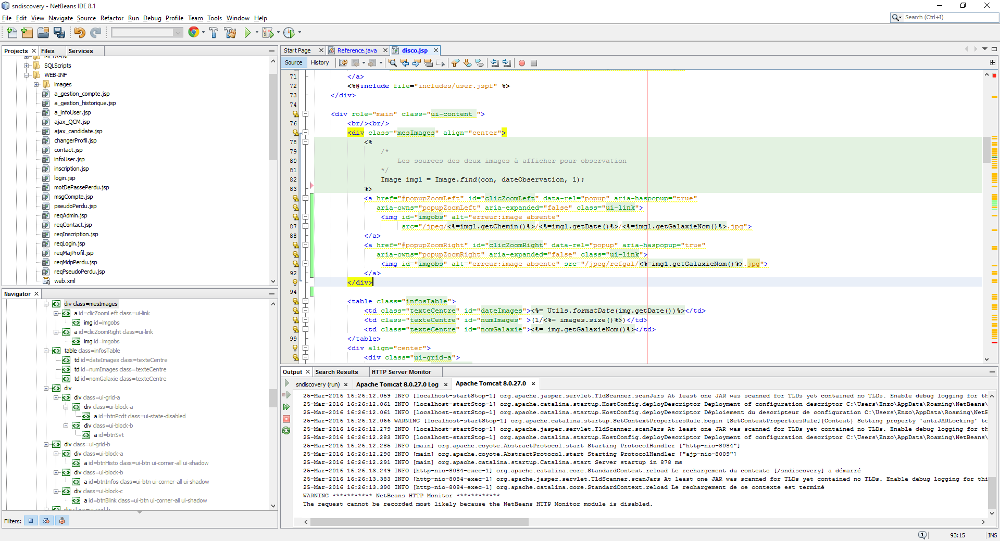 sndiscovery - NetBeans IDE 8.1
File Edit View Navigate Source Refactor Run Debug Profile Team Tools Window Help
Search (Ctrl+I)
Projects Files Services
META-INF
SQLScripts
WEB-INF
images
a_gestion_compte.jsp
a_gestion_historique.jsp
a_infoUser.jsp
ajax_QCM.jsp
ajax_candidate.jsp
changerProfil.jsp
contact.jsp
infoUser.jsp
inscription.jsp
login.jsp
motDePassePerdu.jsp
msgCompte.jsp
pseudoPerdu.jsp
reqAdmin.jsp
reqContact.jsp
reqInscription.jsp
reqLogin.jsp
reqMajProfil.jsp
reqMdpPerdu.jsp
reqPseudoPerdu.jsp
web.xml
Navigator
div class=mesImages
a id=clicZoomLeft class=ui-link
img id=imgobs
a id=clicZoomRight class=ui-link
img id=imgobs
table class=infosTable
td id=dateImages class=texteCentre
td id=numImages class=texteCentre
td id=nomGalaxie class=texteCentre
div
div class=ui-grid-a
div class=ui-block-a
a id=btnPcdt class=ui-state-disabled
div class=ui-block-b
a id=btnSvt
div class=ui-grid-b
div class=ui-block-a
a id=btnHisto class=ui-btn ui-corner-all ui-shadow
div class=ui-block-b
a id=btnInfos class=ui-btn ui-corner-all ui-shadow
div class=ui-block-c
a id=btnBlink class=ui-btn ui-corner-all ui-shadow
div class=ui-grid-b
Filters:
Start Page Reference.java disco.jsp
Source History
71 </a>
72 <%@include file="includes/user.jspf" %>
73 </div>
74
<div role="main" class="ui-content ">
76 <br/><br/>
<div class="mesImages" align="center">
78 <%
79 /*
80 Les sources des deux images à afficher pour observation
81 */
82 Image img1 = Image.find(con, dateObservation, 1);
83 %>
<a href="#popupZoomLeft" id="clicZoomLeft" data-rel="popup" aria-haspopup="true"
aria-owns="popupZoomLeft" aria-expanded="false" class="ui-link">
<img id="imgobs" alt="erreur:image absente"
87 src="/jpeg/<%=img1.getChemin()%>/<%=img1.getDate()%>/<%=img1.getGalaxieNom()%>.jpg">
88 </a>
<a href="#popupZoomRight" id="clicZoomRight" data-rel="popup" aria-haspopup="true"
aria-owns="popupZoomRight" aria-expanded="false" class="ui-link">
<img id="imgobs" alt="erreur:image absente" src="/jpeg/refgal/<%=img1.getGalaxieNom()%>.jpg">
92 </a>
</div>
94
<table class="infosTable">
<td class="texteCentre" id="dateImages"><%= Utils.formatDate(img.getDate())%></td>
<td class="texteCentre" id="numImages" >(1/<%= images.size()%>)</td>
<td class="texteCentre" id="nomGalaxie"><%= img.getGalaxieNom()%></td>
99 </table>
<div align="center">
<div class="ui-grid-a">
Output Search Results HTTP Server Monitor
sndiscovery (run) Apache Tomcat 8.0.27.0 Log Apache Tomcat 8.0.27.0
25-Mar-2016 16:26:12.059 INFO [localhost-startStop-1] org.apache.jasper.servlet.TldScanner.scanJars At least one JAR was scanned for TLDs yet contained no TLDs. Enable debug logging for th
25-Mar-2016 16:26:12.061 INFO [localhost-startStop-1] org.apache.catalina.startup.HostConfig.deployDescriptor Deployment of configuration descriptor C:\Users\Enzo\AppData\Roaming\NetBeans\
25-Mar-2016 16:26:12.061 INFO [localhost-startStop-1] org.apache.catalina.startup.HostConfig.deployDescriptor Déploiement du descripteur de configuration C:\Users\Enzo\AppData\Roaming\NetB
25-Mar-2016 16:26:12.066 WARNING [localhost-startStop-1] org.apache.catalina.startup.SetContextPropertiesRule.begin [SetContextPropertiesRule]{Context} Setting property 'antiJARLocking' to
25-Mar-2016 16:26:12.279 INFO [localhost-startStop-1] org.apache.jasper.servlet.TldScanner.scanJars At least one JAR was scanned for TLDs yet contained no TLDs. Enable debug logging for th
25-Mar-2016 16:26:12.283 INFO [localhost-startStop-1] org.apache.catalina.startup.HostConfig.deployDescriptor Deployment of configuration descriptor C:\Users\Enzo\AppData\Roaming\NetBeans\
25-Mar-2016 16:26:12.285 INFO [main] org.apache.coyote.AbstractProtocol.start Starting ProtocolHandler ["http-nio-8084"]
25-Mar-2016 16:26:12.290 INFO [main] org.apache.coyote.AbstractProtocol.start Starting ProtocolHandler ["ajp-nio-8009"]
25-Mar-2016 16:26:12.291 INFO [main] org.apache.catalina.startup.Catalina.start Server startup in 878 ms
25-Mar-2016 16:26:13.249 INFO [http-nio-8084-exec-1] org.apache.catalina.core.StandardContext.reload Le rechargement du contexte [/sndiscovery] a démarré
25-Mar-2016 16:26:13.383 INFO [http-nio-8084-exec-1] org.apache.jasper.servlet.TldScanner.scanJars At least one JAR was scanned for TLDs yet contained no TLDs. Enable debug logging for thi
25-Mar-2016 16:26:13.390 INFO [http-nio-8084-exec-1] org.apache.catalina.core.StandardContext.reload Le rechargement de ce contexte est terminé
WARNING *********** NetBeans HTTP Monitor ************
The request cannot be recorded most likely because the NetBeans HTTP Monitor module is disabled.
1 93:15 INS